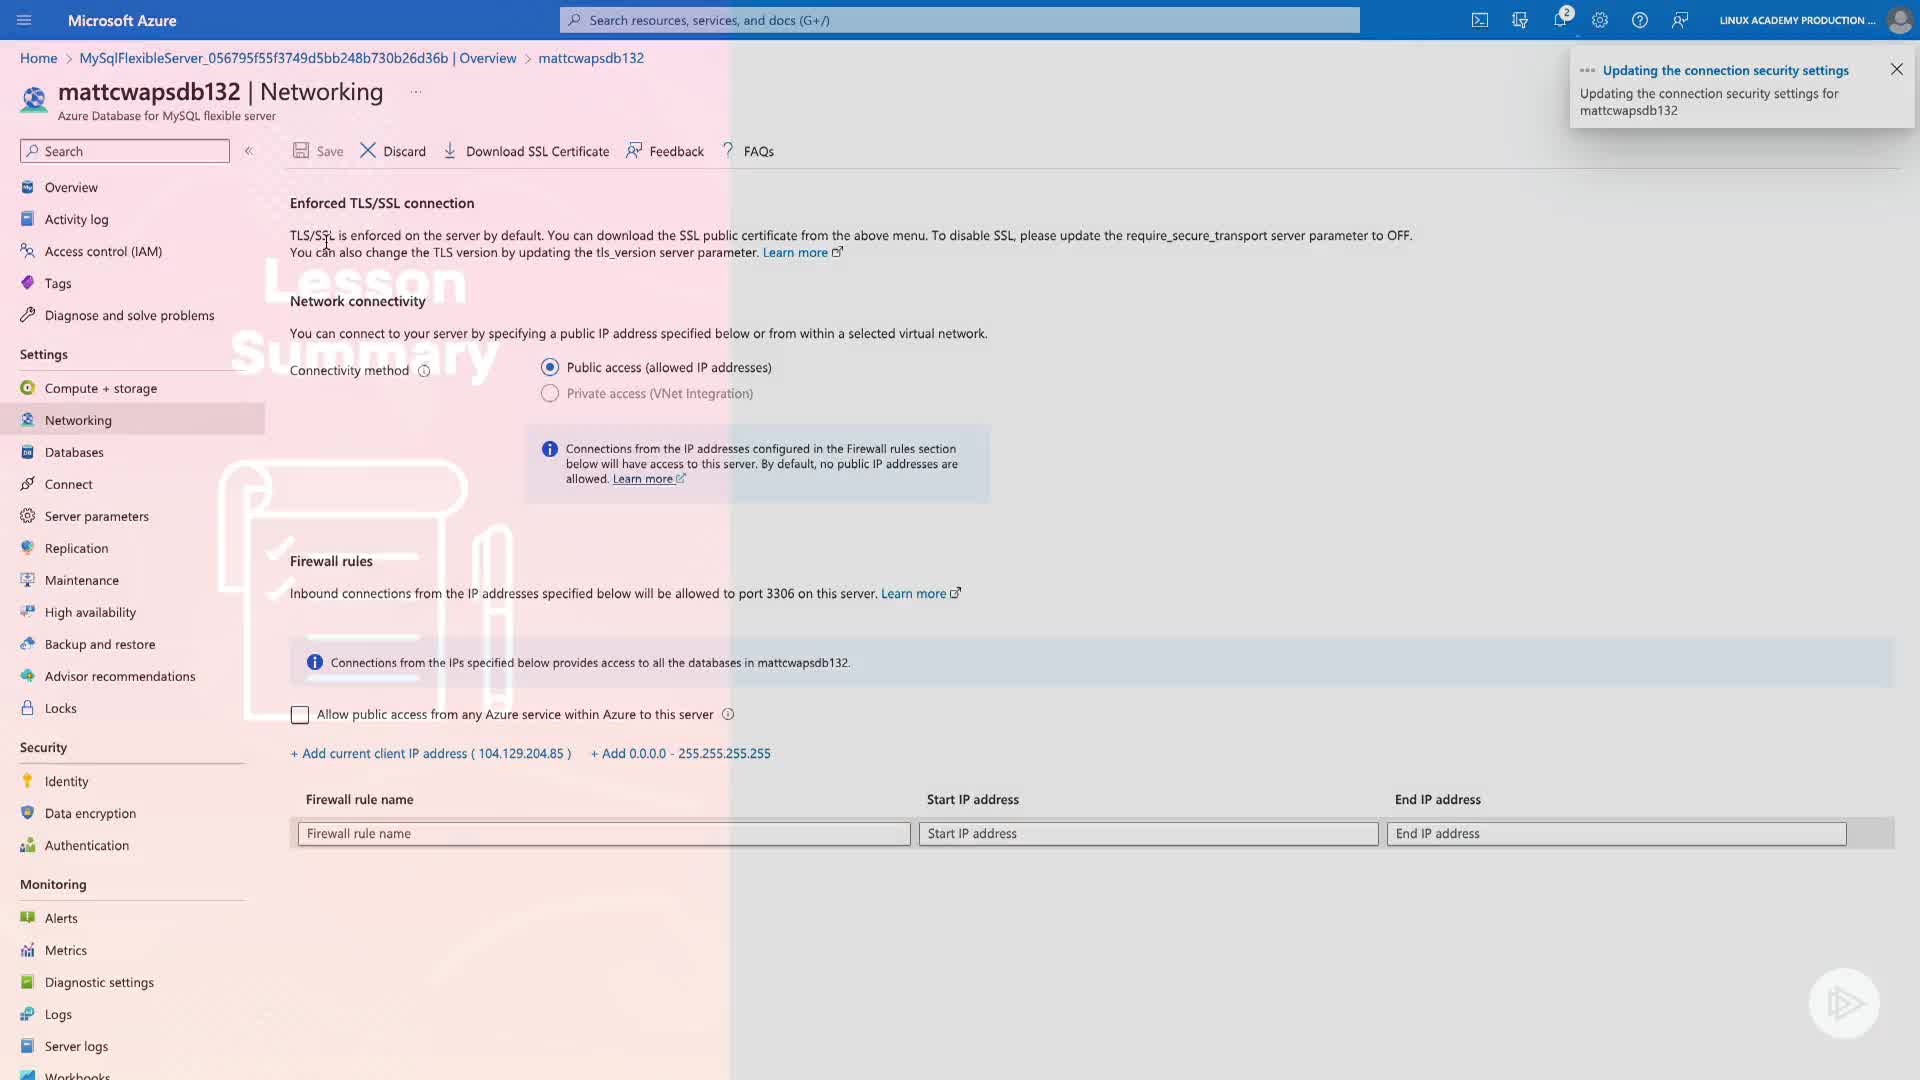 Microsoft Azure
Search resources, services, and docs (G+/)
2
LINUX ACADEMY PRODUCTION ...
Home > MySqlFlexibleServer_056795f55f3749d5bb248b730b26d36b | Overview > mattcwapsdb132
mattcwapsdb132 | Networking ...
Azure Database for MySQL flexible server
Updating the connection security settings
Updating the connection security settings for
mattcwapsdb132
Search
«
Save
Discard
Download SSL Certificate
Feedback
FAQs
Overview
Activity log
Access control (IAM)
Tags
Diagnose and solve problems
Settings
Compute + storage
Networking
Databases
Connect
Server parameters
Replication
Maintenance
High availability
Backup and restore
Advisor recommendations
Locks
Security
Identity
Data encryption
Authentication
Monitoring
Alerts
Metrics
Diagnostic settings
Logs
Server logs
Workbooks
Enforced TLS/SSL connection
TLS/SSL is enforced on the server by default. You can download the SSL public certificate from the above menu. To disable SSL, please update the require_secure_transport server parameter to OFF.
You can also change the TLS version by updating the tls_version server parameter. Learn more
Lesson
Summary
Network connectivity
You can connect to your server by specifying a public IP address specified below or from within a selected virtual network.
Connectivity method
Public access (allowed IP addresses)
Private access (VNet Integration)
Connections from the IP addresses configured in the Firewall rules section
below will have access to this server. By default, no public IP addresses are
allowed. Learn more
Firewall rules
Inbound connections from the IP addresses specified below will be allowed to port 3306 on this server. Learn more
Connections from the IPs specified below provides access to all the databases in mattcwapsdb132.
Allow public access from any Azure service within Azure to this server
+ Add current client IP address ( 104.129.204.85 )
+ Add 0.0.0.0 - 255.255.255.255
Firewall rule name
Start IP address
End IP address
Firewall rule name
Start IP address
End IP address